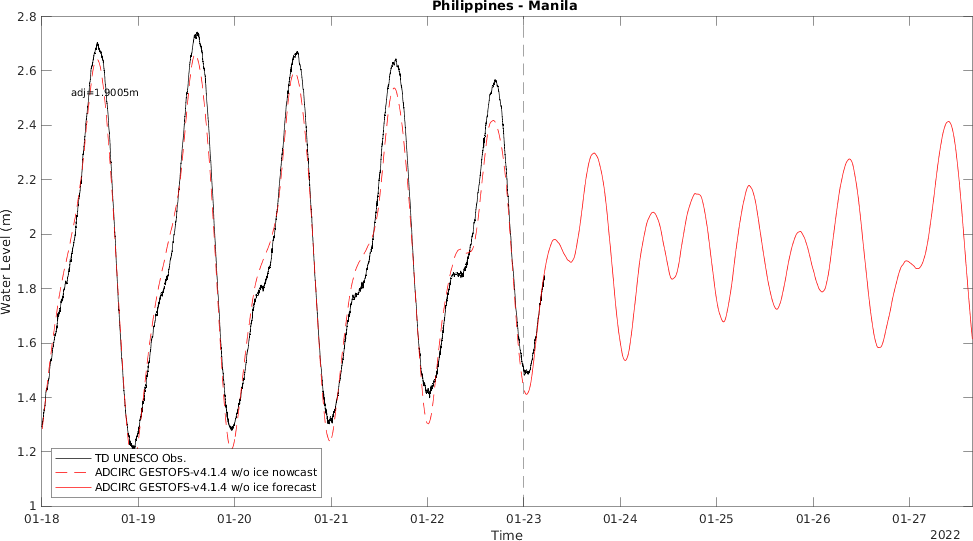 Philippines - Manila
2.8
2.6
adj=1.9005m
2.4
2.2
2
1.8
1.6
1.4
1.2
1
Water Level (m)
TD UNESCO Obs.
ADCIRC GESTOFS-v4.1.4 w/o ice nowcast
ADCIRC GESTOFS-v4.1.4 w/o ice forecast
01-18 01-19 01-20 01-21 01-22 01-23 01-24 01-25 01-26 01-27
Time
2022